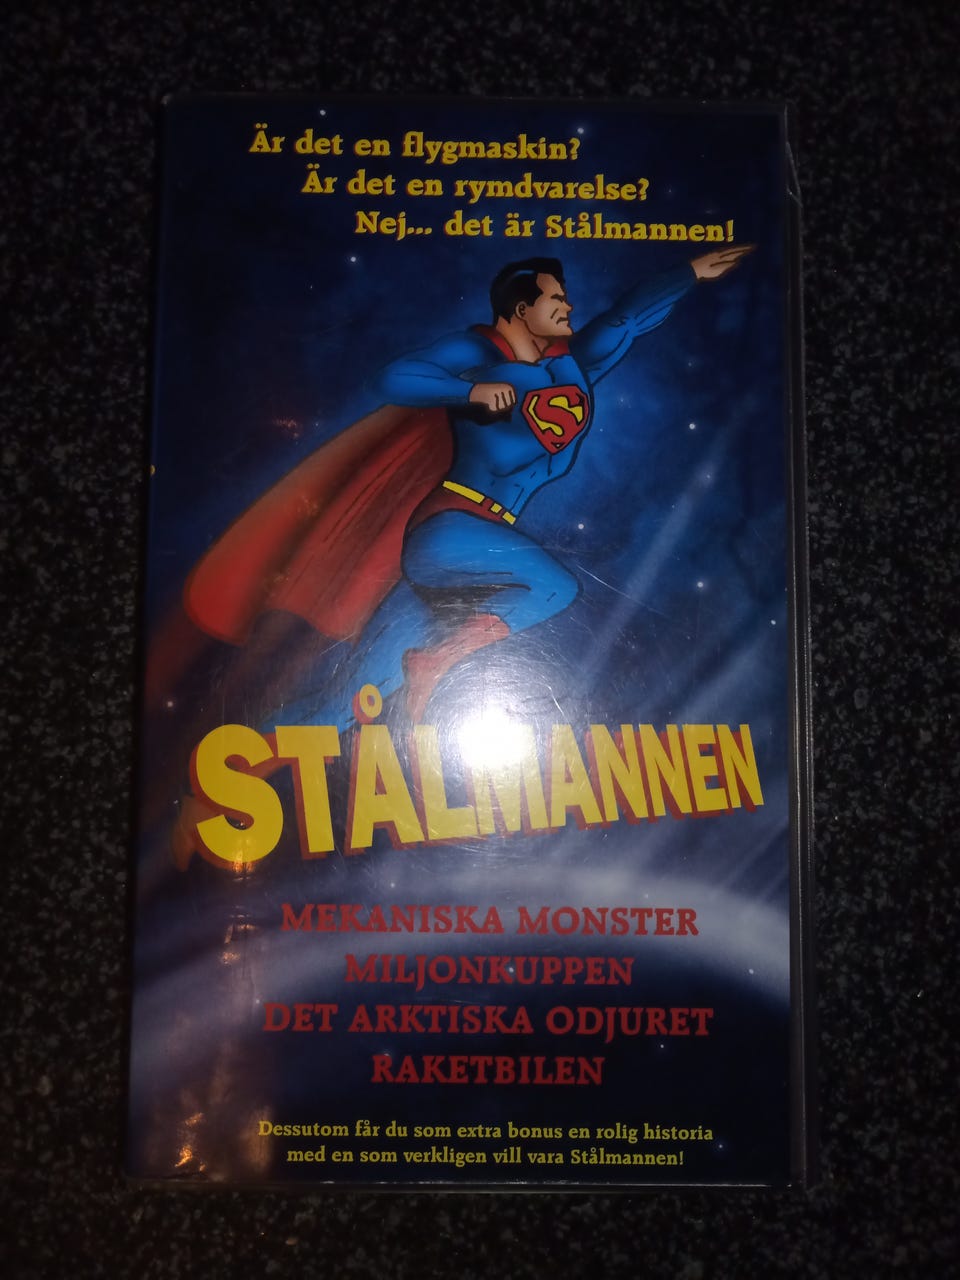 Är det en flygmaskin?
Är det en rymdvarelse?
Nej... det är Stålmannen!
S
STÅLMANNEN
MEKANISKA MONSTER
MILJONKUPPEN
DET ARKTISKA ODJURET
RAKETBILEN
Dessutom får du som extra bonus en rolig historia
med en som verkligen vill vara Stålmannen!